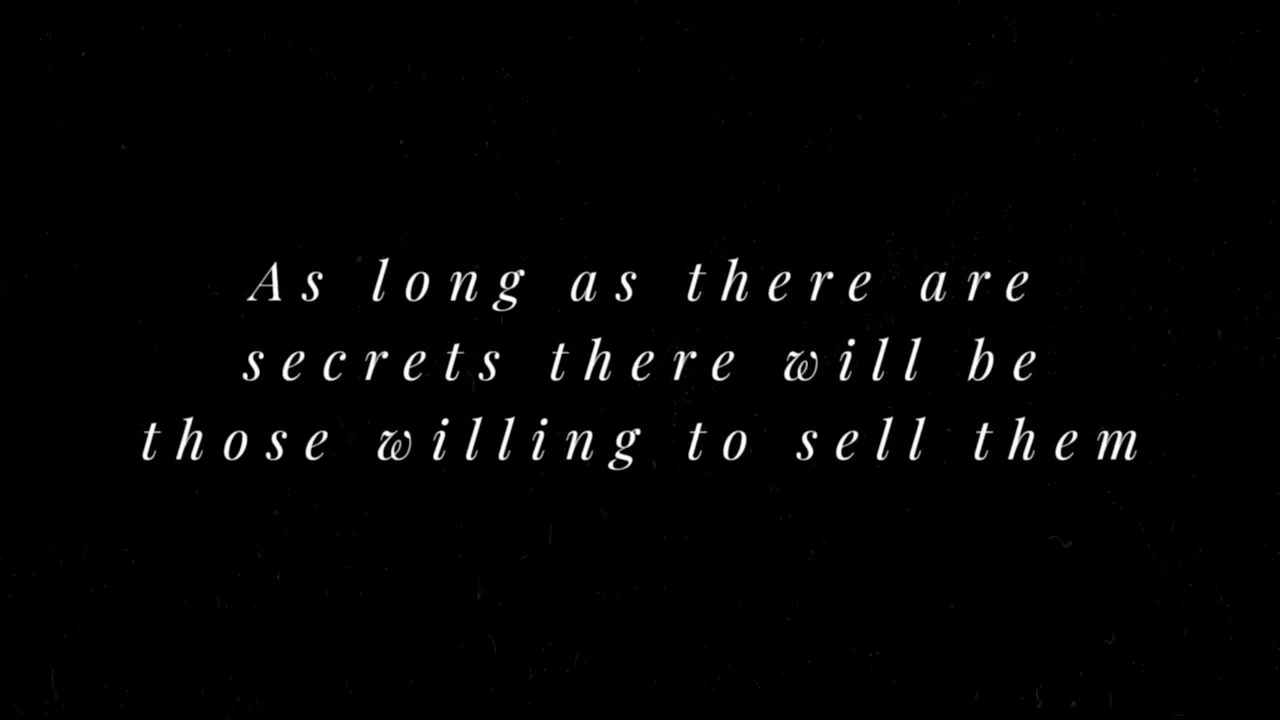 As long as there are
secrets there will be
those willing to sell them